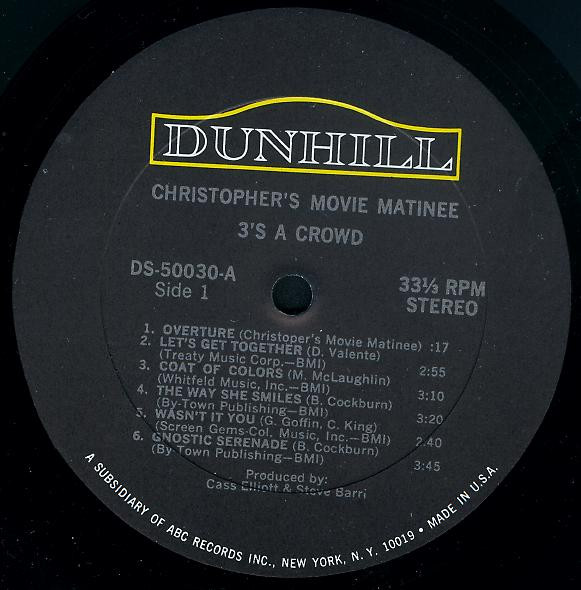 DUNHILL
CHRISTOPHER'S MOVIE MATINEE
3'S A CROWD
DS-50030-A
Side 1
33⅓ RPM
STEREO
1. OVERTURE (Christoper's Movie Matinee) :17
2. LET'S GET TOGETHER (D. Valente)
(Treaty Music Corp.—BMI) 2:55
3. COAT OF COLORS (M. McLaughlin)
(Whitfeld Music, Inc.—BMI) 3:10
4. THE WAY SHE SMILES (B. Cockburn)
(By-Town Publishing—BMI) 3:20
5. WASN'T IT YOU (G. Goffin, C. King)
(Screen Gems-Col. Music, Inc.—BMI) 2:40
6. GNOSTIC SERENADE (B. Cockburn)
(By-Town Publishing—BMI) 3:45
Produced by:
Cass Elliott & Steve Barri
A SUBSIDIARY OF ABC RECORDS INC., NEW YORK, N. Y. 10019 • MADE IN U.S.A.